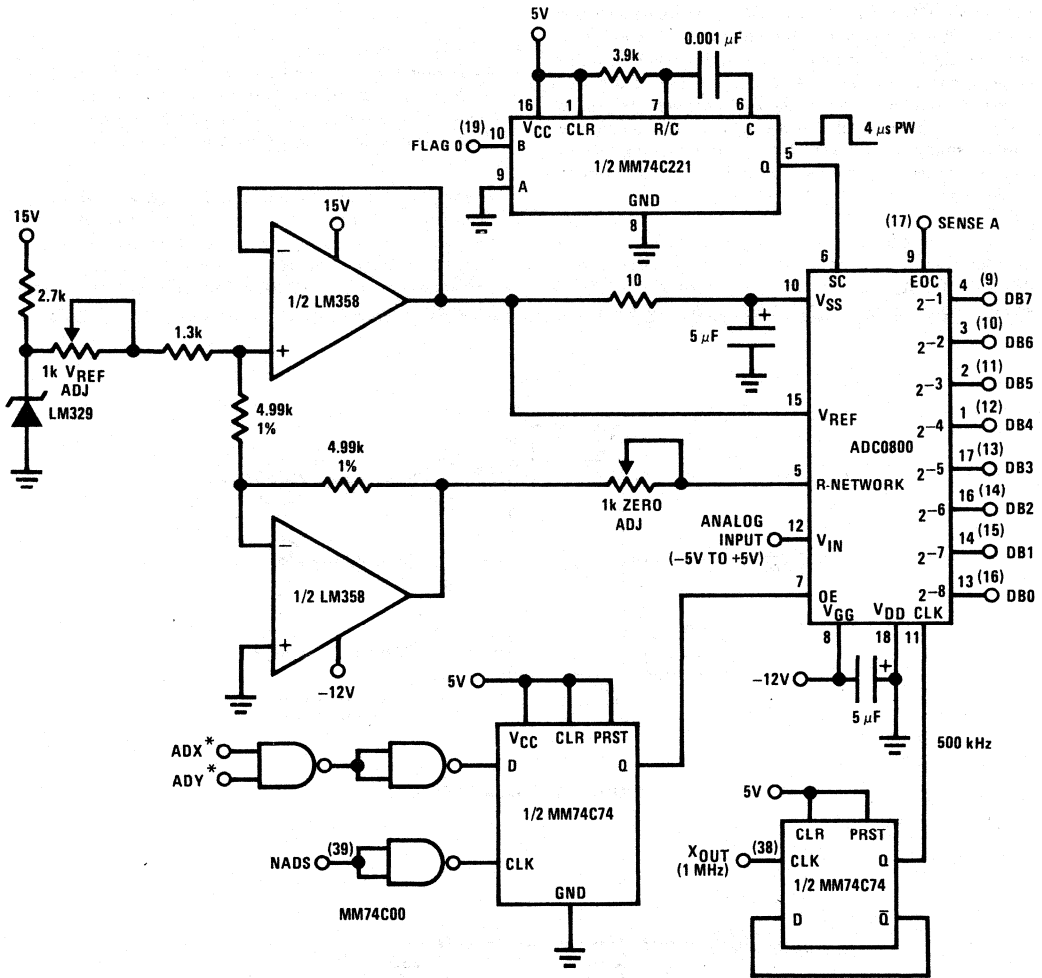 5V
3.9k
0.001 µF
16
1
7
6
VCC
CLR
R/C
C
(19)
FLAG 0
10
B
9
A
1/2 MM74C221
Q
5
4 µs PW
GND
8
15V
2.7k
1k VREF
ADJ
LM329
1.3k
15V
−
1/2 LM358
+
4.99k
1%
4.99k
1%
−
1/2 LM358
+
−12V
10
+
5 µF
1k ZERO
ADJ
ANALOG
INPUT
(−5V TO +5V)
(17)
SENSE A
6
9
SC
EOC
10
VSS
15
VREF
ADC0800
5
R-NETWORK
12
VIN
7
OE
VGG
VDD
CLK
8
18
11
2−1
4
(9)
DB7
2−2
3
(10)
DB6
2−3
2
(11)
DB5
2−4
1
(12)
DB4
2−5
17
(13)
DB3
2−6
16
(14)
DB2
2−7
14
(15)
DB1
2−8
13
(16)
DB0
−12V
+
5 µF
500 kHz
5V
VCC
CLR
PRST
ADX*
ADY*
D
Q
1/2 MM74C74
NADS
(39)
CLK
GND
MM74C00
5V
CLR
PRST
XOUT
(1 MHz)
(38)
CLK
Q
1/2 MM74C74
D
Q̅